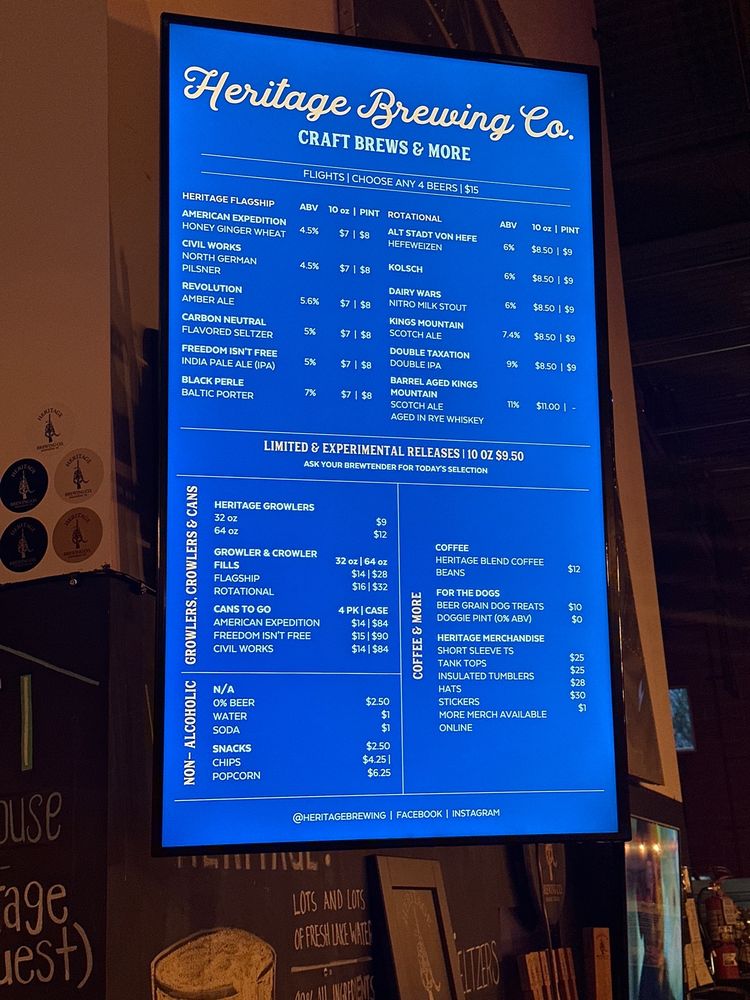 Heritage Brewing Co.
CRAFT BREWS & MORE
FLIGHTS | CHOOSE ANY 4 BEERS | $15
HERITAGE FLAGSHIP ABV 10 oz | PINT
AMERICAN EXPEDITION
HONEY GINGER WHEAT 4.5% $7 | $8
CIVIL WORKS
NORTH GERMAN
PILSNER 4.5% $7 | $8
REVOLUTION
AMBER ALE 5.6% $7 | $8
CARBON NEUTRAL
FLAVORED SELTZER 5% $7 | $8
FREEDOM ISN'T FREE
INDIA PALE ALE (IPA) 5% $7 | $8
BLACK PERLE
BALTIC PORTER 7% $7 | $8
ROTATIONAL ABV 10 oz | PINT
ALT STADT VON HEFE
HEFEWEIZEN 6% $8.50 | $9
KOLSCH 6% $8.50 | $9
DAIRY WARS
NITRO MILK STOUT 6% $8.50 | $9
KINGS MOUNTAIN
SCOTCH ALE 7.4% $8.50 | $9
DOUBLE TAXATION
DOUBLE IPA 9% $8.50 | $9
BARREL AGED KINGS
MOUNTAIN
SCOTCH ALE 11% $11.00 | -
AGED IN RYE WHISKEY
LIMITED & EXPERIMENTAL RELEASES | 10 OZ $9.50
ASK YOUR BREWTENDER FOR TODAY'S SELECTION
GROWLERS, CROWLERS & CANS
HERITAGE GROWLERS
32 oz $9
64 oz $12
GROWLER & CROWLER
FILLS 32 oz | 64 oz
FLAGSHIP $14 | $28
ROTATIONAL $16 | $32
CANS TO GO 4 PK | CASE
AMERICAN EXPEDITION $14 | $84
FREEDOM ISN'T FREE $15 | $90
CIVIL WORKS $14 | $84
NON- ALCOHOLIC
N/A
0% BEER $2.50
WATER $1
SODA $1
SNACKS $2.50
CHIPS $4.25 |
POPCORN $6.25
COFFEE & MORE
COFFEE
HERITAGE BLEND COFFEE
BEANS $12
FOR THE DOGS
BEER GRAIN DOG TREATS $10
DOGGIE PINT (0% ABV) $0
HERITAGE MERCHANDISE
SHORT SLEEVE TS $25
TANK TOPS $25
INSULATED TUMBLERS $28
HATS $30
STICKERS $1
MORE MERCH AVAILABLE
ONLINE
@HERITAGEBREWING | FACEBOOK | INSTAGRAM
HERITAGE
HERITAGE
HERITAGE
LOTS AND LOTS
OF FRESH LAKE WATER